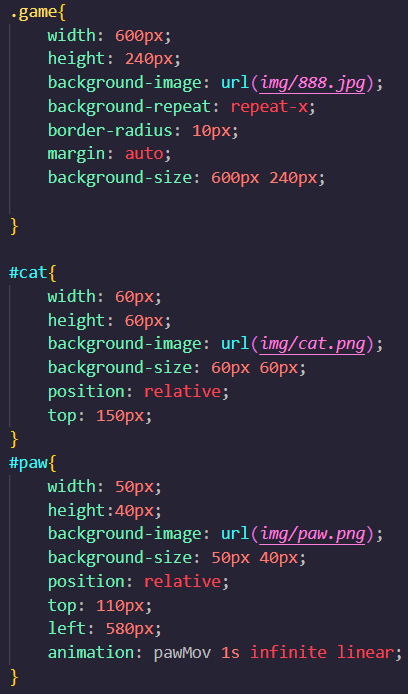 .game{
    width: 600px;
    height: 240px;
    background-image: url(img/888.jpg);
    background-repeat: repeat-x;
    border-radius: 10px;
    margin: auto;
    background-size: 600px 240px;

}

#cat{
    width: 60px;
    height: 60px;
    background-image: url(img/cat.png);
    background-size: 60px 60px;
    position: relative;
    top: 150px;
}
#paw{
    width: 50px;
    height:40px;
    background-image: url(img/paw.png);
    background-size: 50px 40px;
    position: relative;
    top: 110px;
    left: 580px;
    animation: pawMov 1s infinite linear;
}